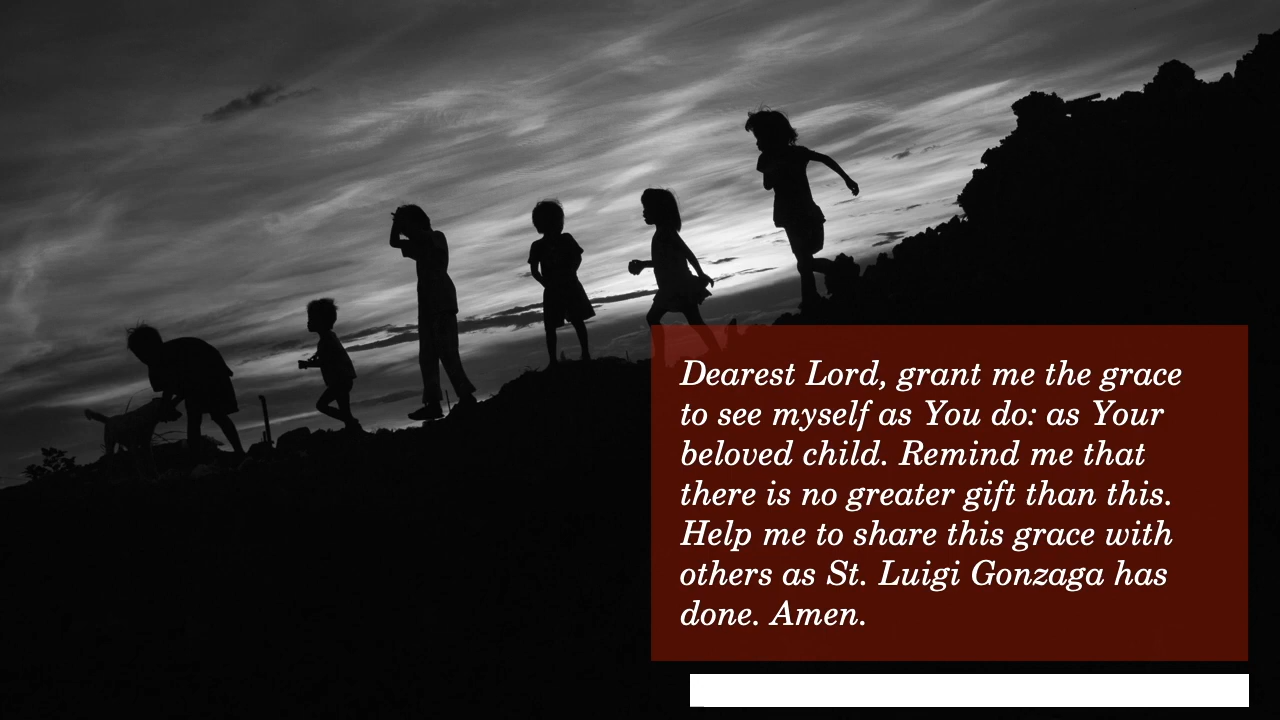 Dearest Lord, grant me the grace
to see myself as You do: as Your
beloved child. Remind me that
there is no greater gift than this.
Help me to share this grace with
others as St. Luigi Gonzaga has
done. Amen.